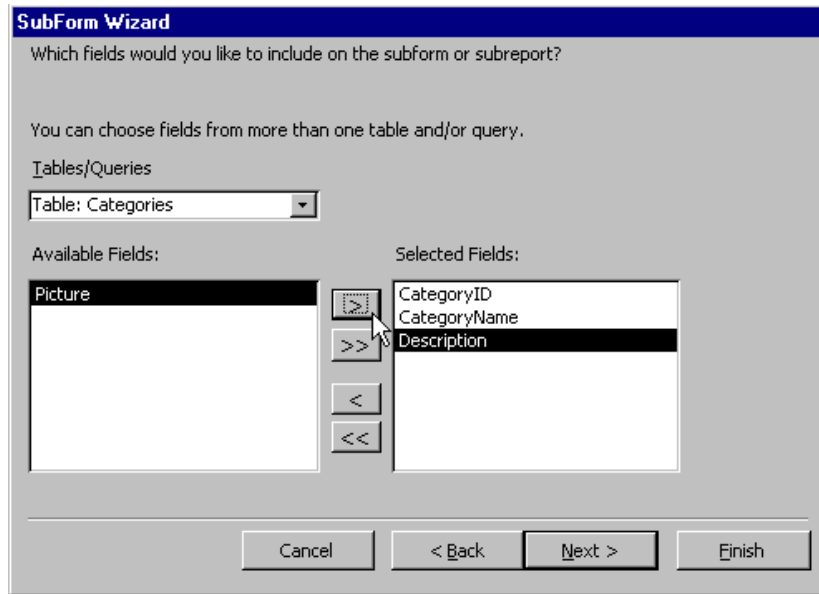 SubForm Wizard
Which fields would you like to include on the subform or subreport?
You can choose fields from more than one table and/or query.
Tables/Queries
Table: Categories
Available Fields:
Selected Fields:
Picture
>
>>
<
<<
CategoryID
CategoryName
Description
Cancel
< Back
Next >
Finish